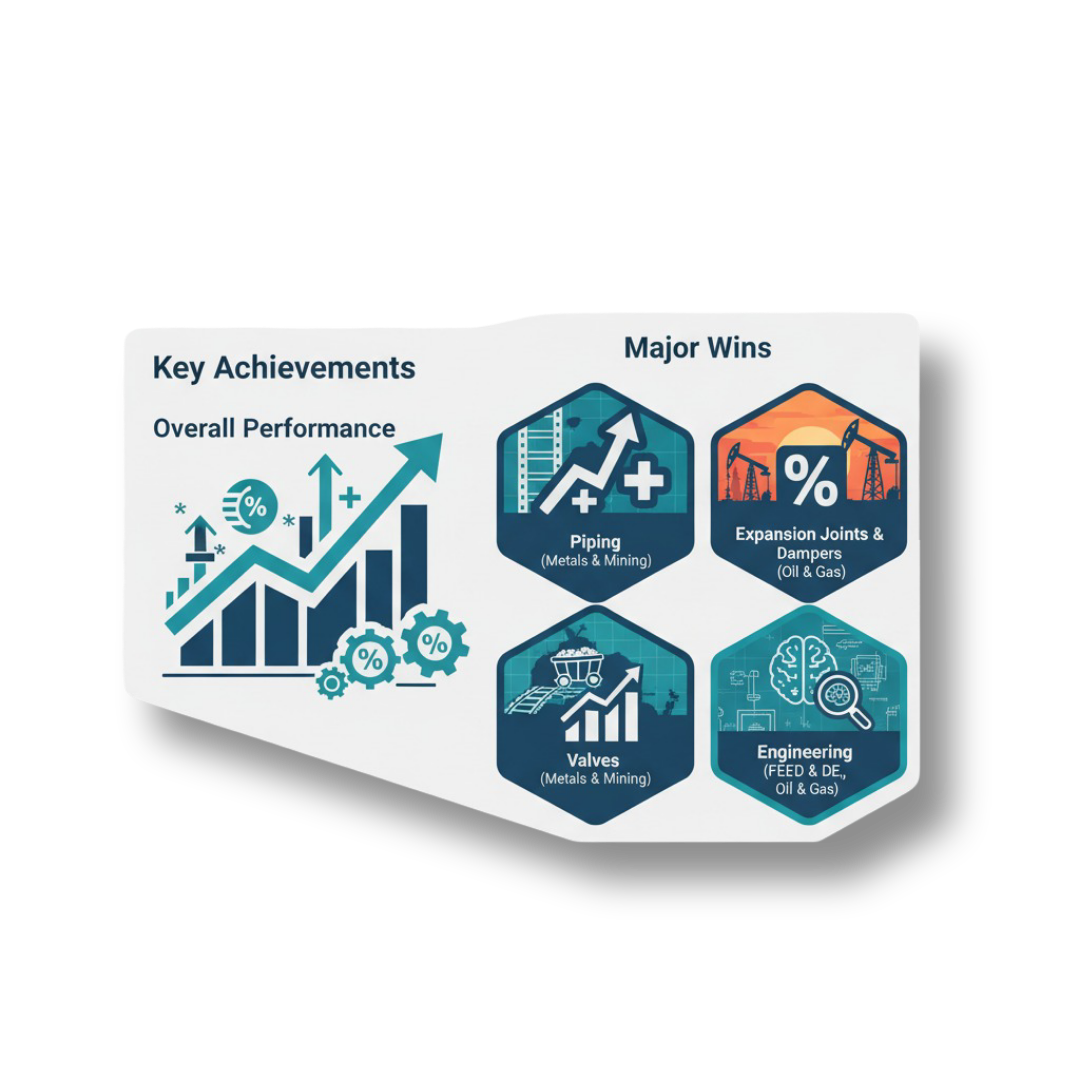 Key Achievements
Overall Performance
%
%
%
Major Wins
Piping
(Metals & Mining)
%
Expansion Joints &
Dampers
(Oil & Gas)
Valves
(Metals & Mining)
Engineering
(FEED & DE.,
Oil & Gas)